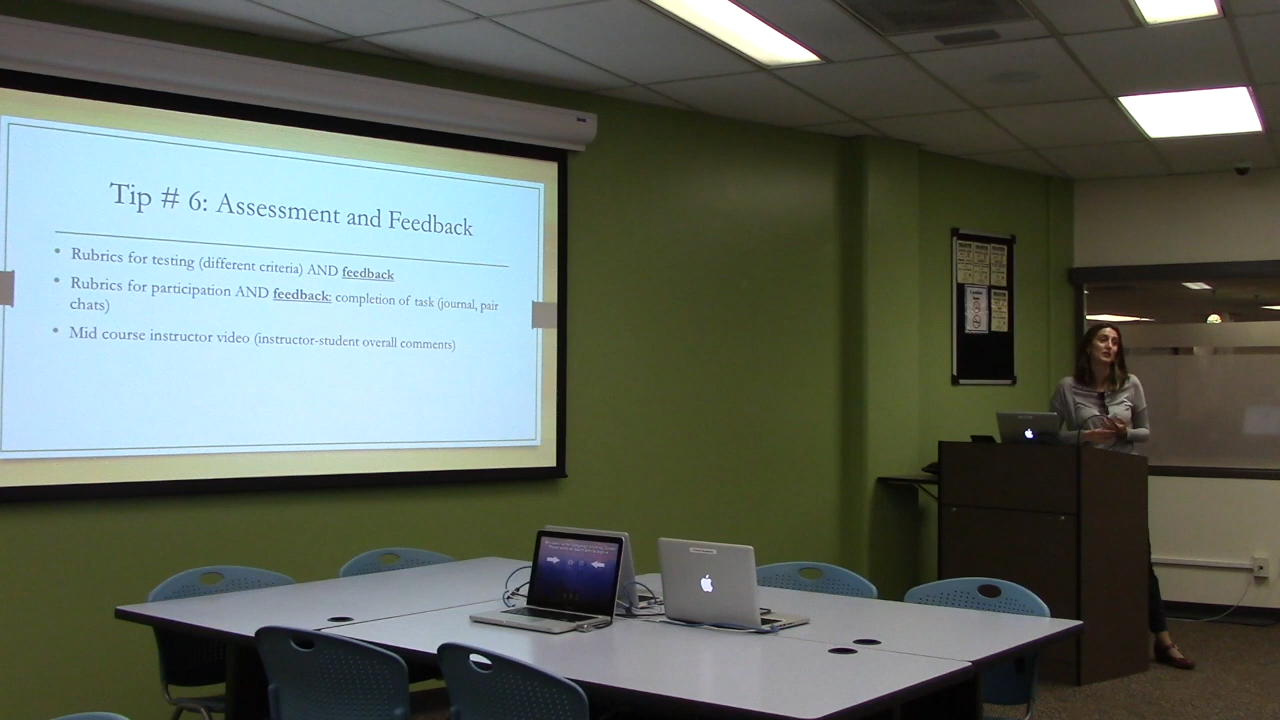 Tip # 6: Assessment and Feedback
• Rubrics for testing (different criteria) AND feedback
• Rubrics for participation AND feedback: completion of task (journal, pair
chats)
• Mid course instructor video (instructor-student overall comments)